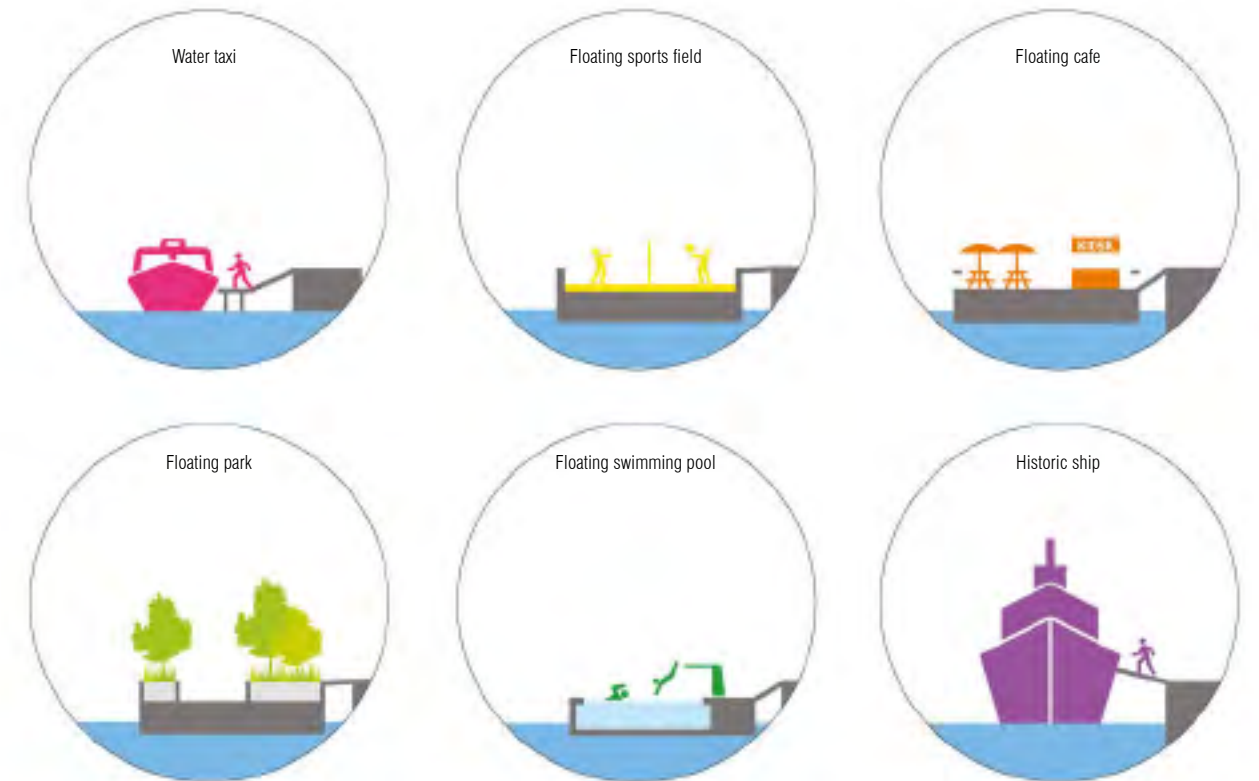 Water taxi
Floating sports field
Floating cafe
Floating park
Floating swimming pool
Historic ship